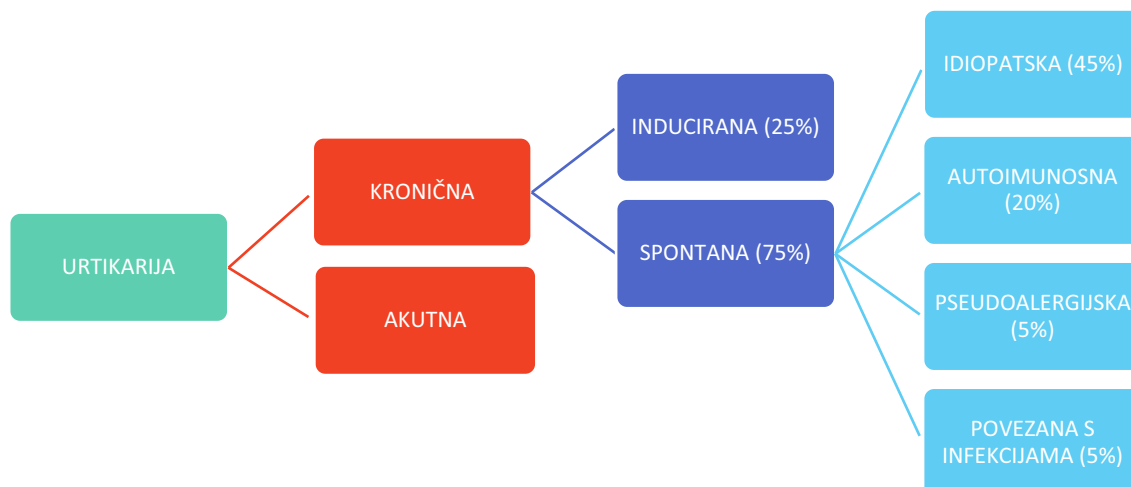 URTIKARIJA
KRONIČNA
AKUTNA
INDUCIRANA (25%)
SPONTANA (75%)
IDIOPATSKA (45%)
AUTOIMUNOSNA
(20%)
PSEUDOALERGIJSKA
(5%)
POVEZANA S
INFEKCIJAMA (5%)